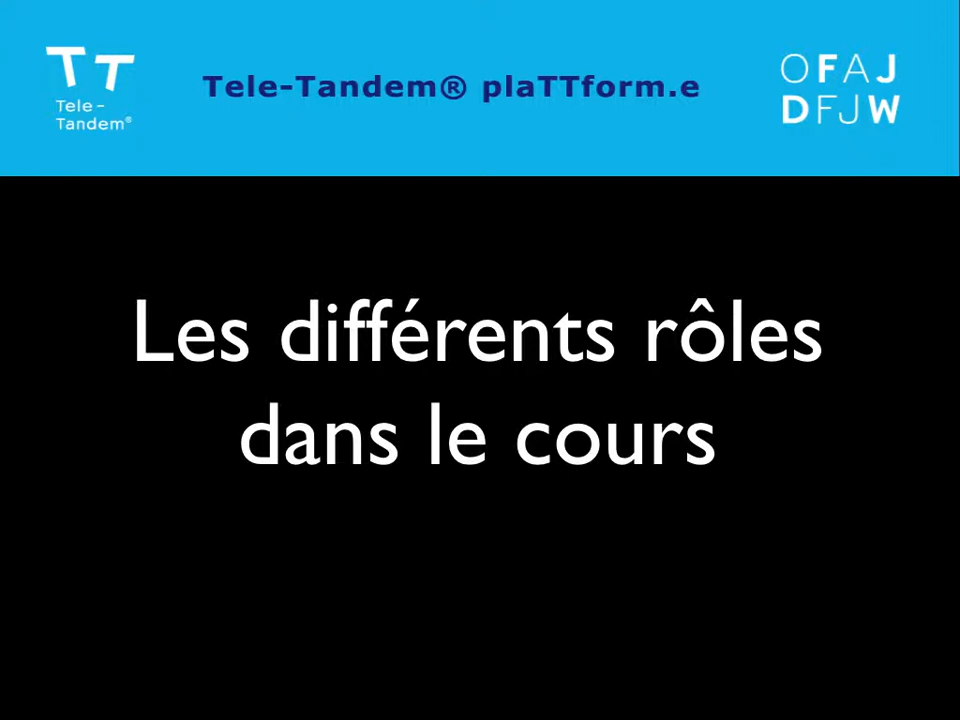 TT
Tele-
Tandem®
Tele-Tandem® plaTTform.e
OFAJ
DFJW
Les différents rôles
dans le cours